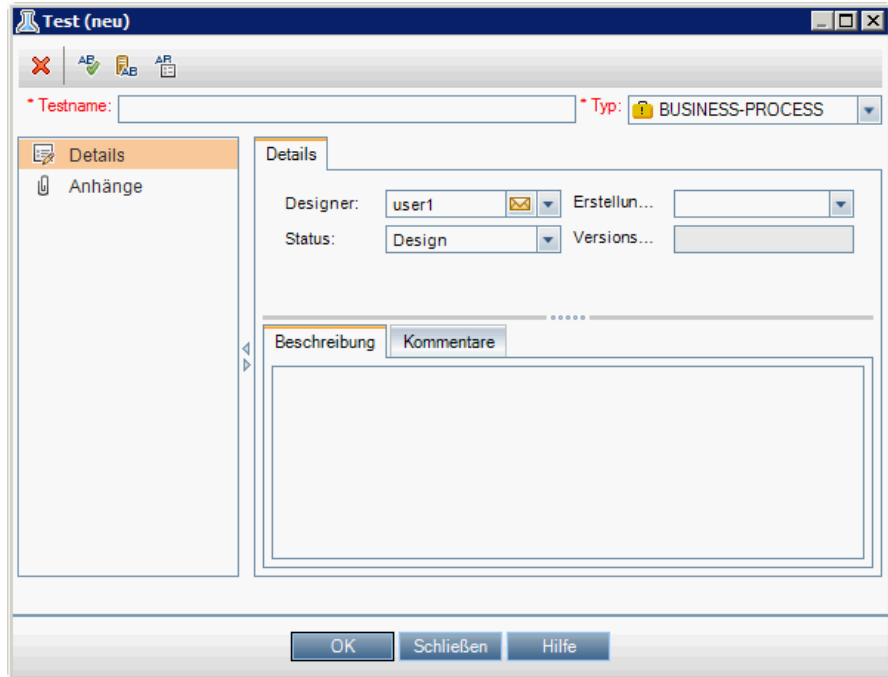 Test (neu)
* Testname: * Typ: BUSINESS-PROCESS
Details
Anhänge
Details
Designer: user1 Erstellun...
Status: Design Versions...
Beschreibung Kommentare
OK Schließen Hilfe